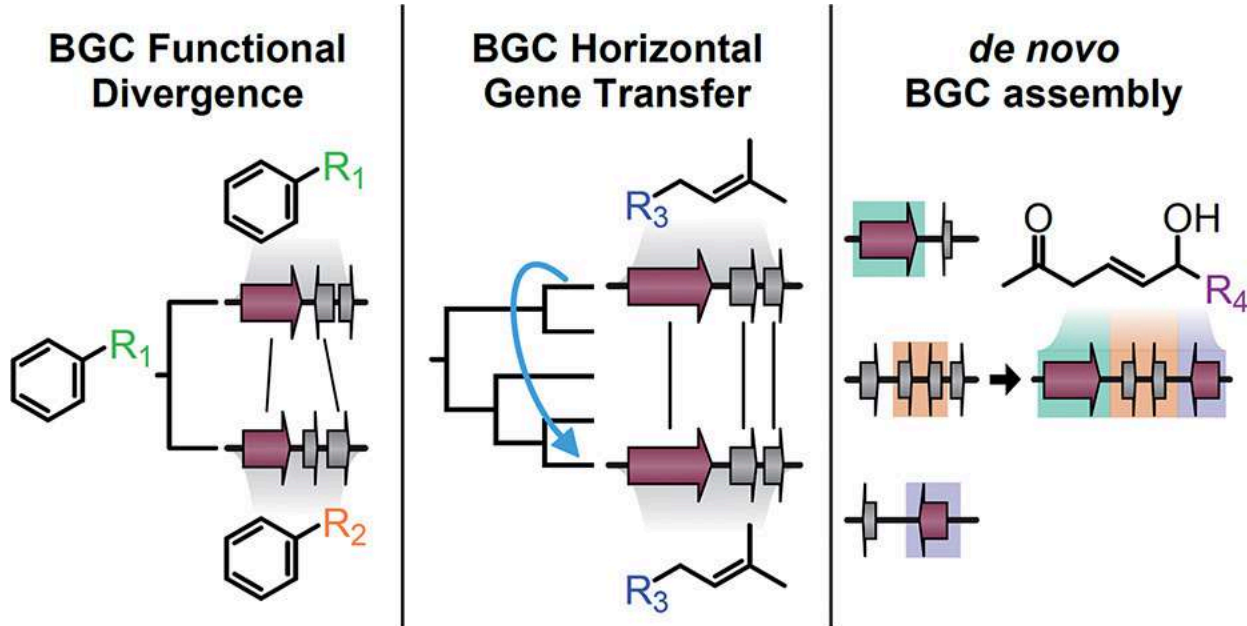 BGC Functional
Divergence
BGC Horizontal
Gene Transfer
de novo
BGC assembly
R₁
R₁
R₂
R₃
R₃
O
OH
R₄